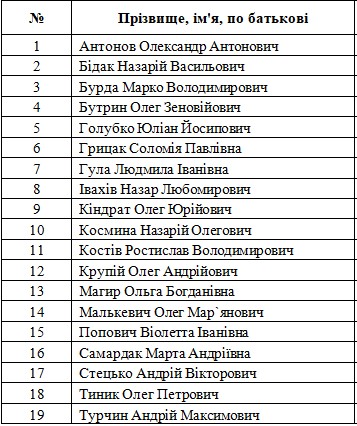 № Прізвище, ім'я, по батькові
1 Антонов Олександр Антонович
2 Бідак Назарій Васильович
3 Бурда Марко Володимирович
4 Бутрин Олег Зеновійович
5 Голубко Юліан Йосипович
6 Грицак Соломія Павлівна
7 Гула Людмила Іванівна
8 Івахів Назар Любомирович
9 Кіндрат Олег Юрійович
10 Космина Назарій Олегович
11 Костів Ростислав Володимирович
12 Крупій Олег Андрійович
13 Магир Ольга Богданівна
14 Малькевич Олег Мар`янович
15 Попович Віолетта Іванівна
16 Самардак Марта Андріївна
17 Стецько Андрій Вікторович
18 Тиник Олег Петрович
19 Турчин Андрій Максимович